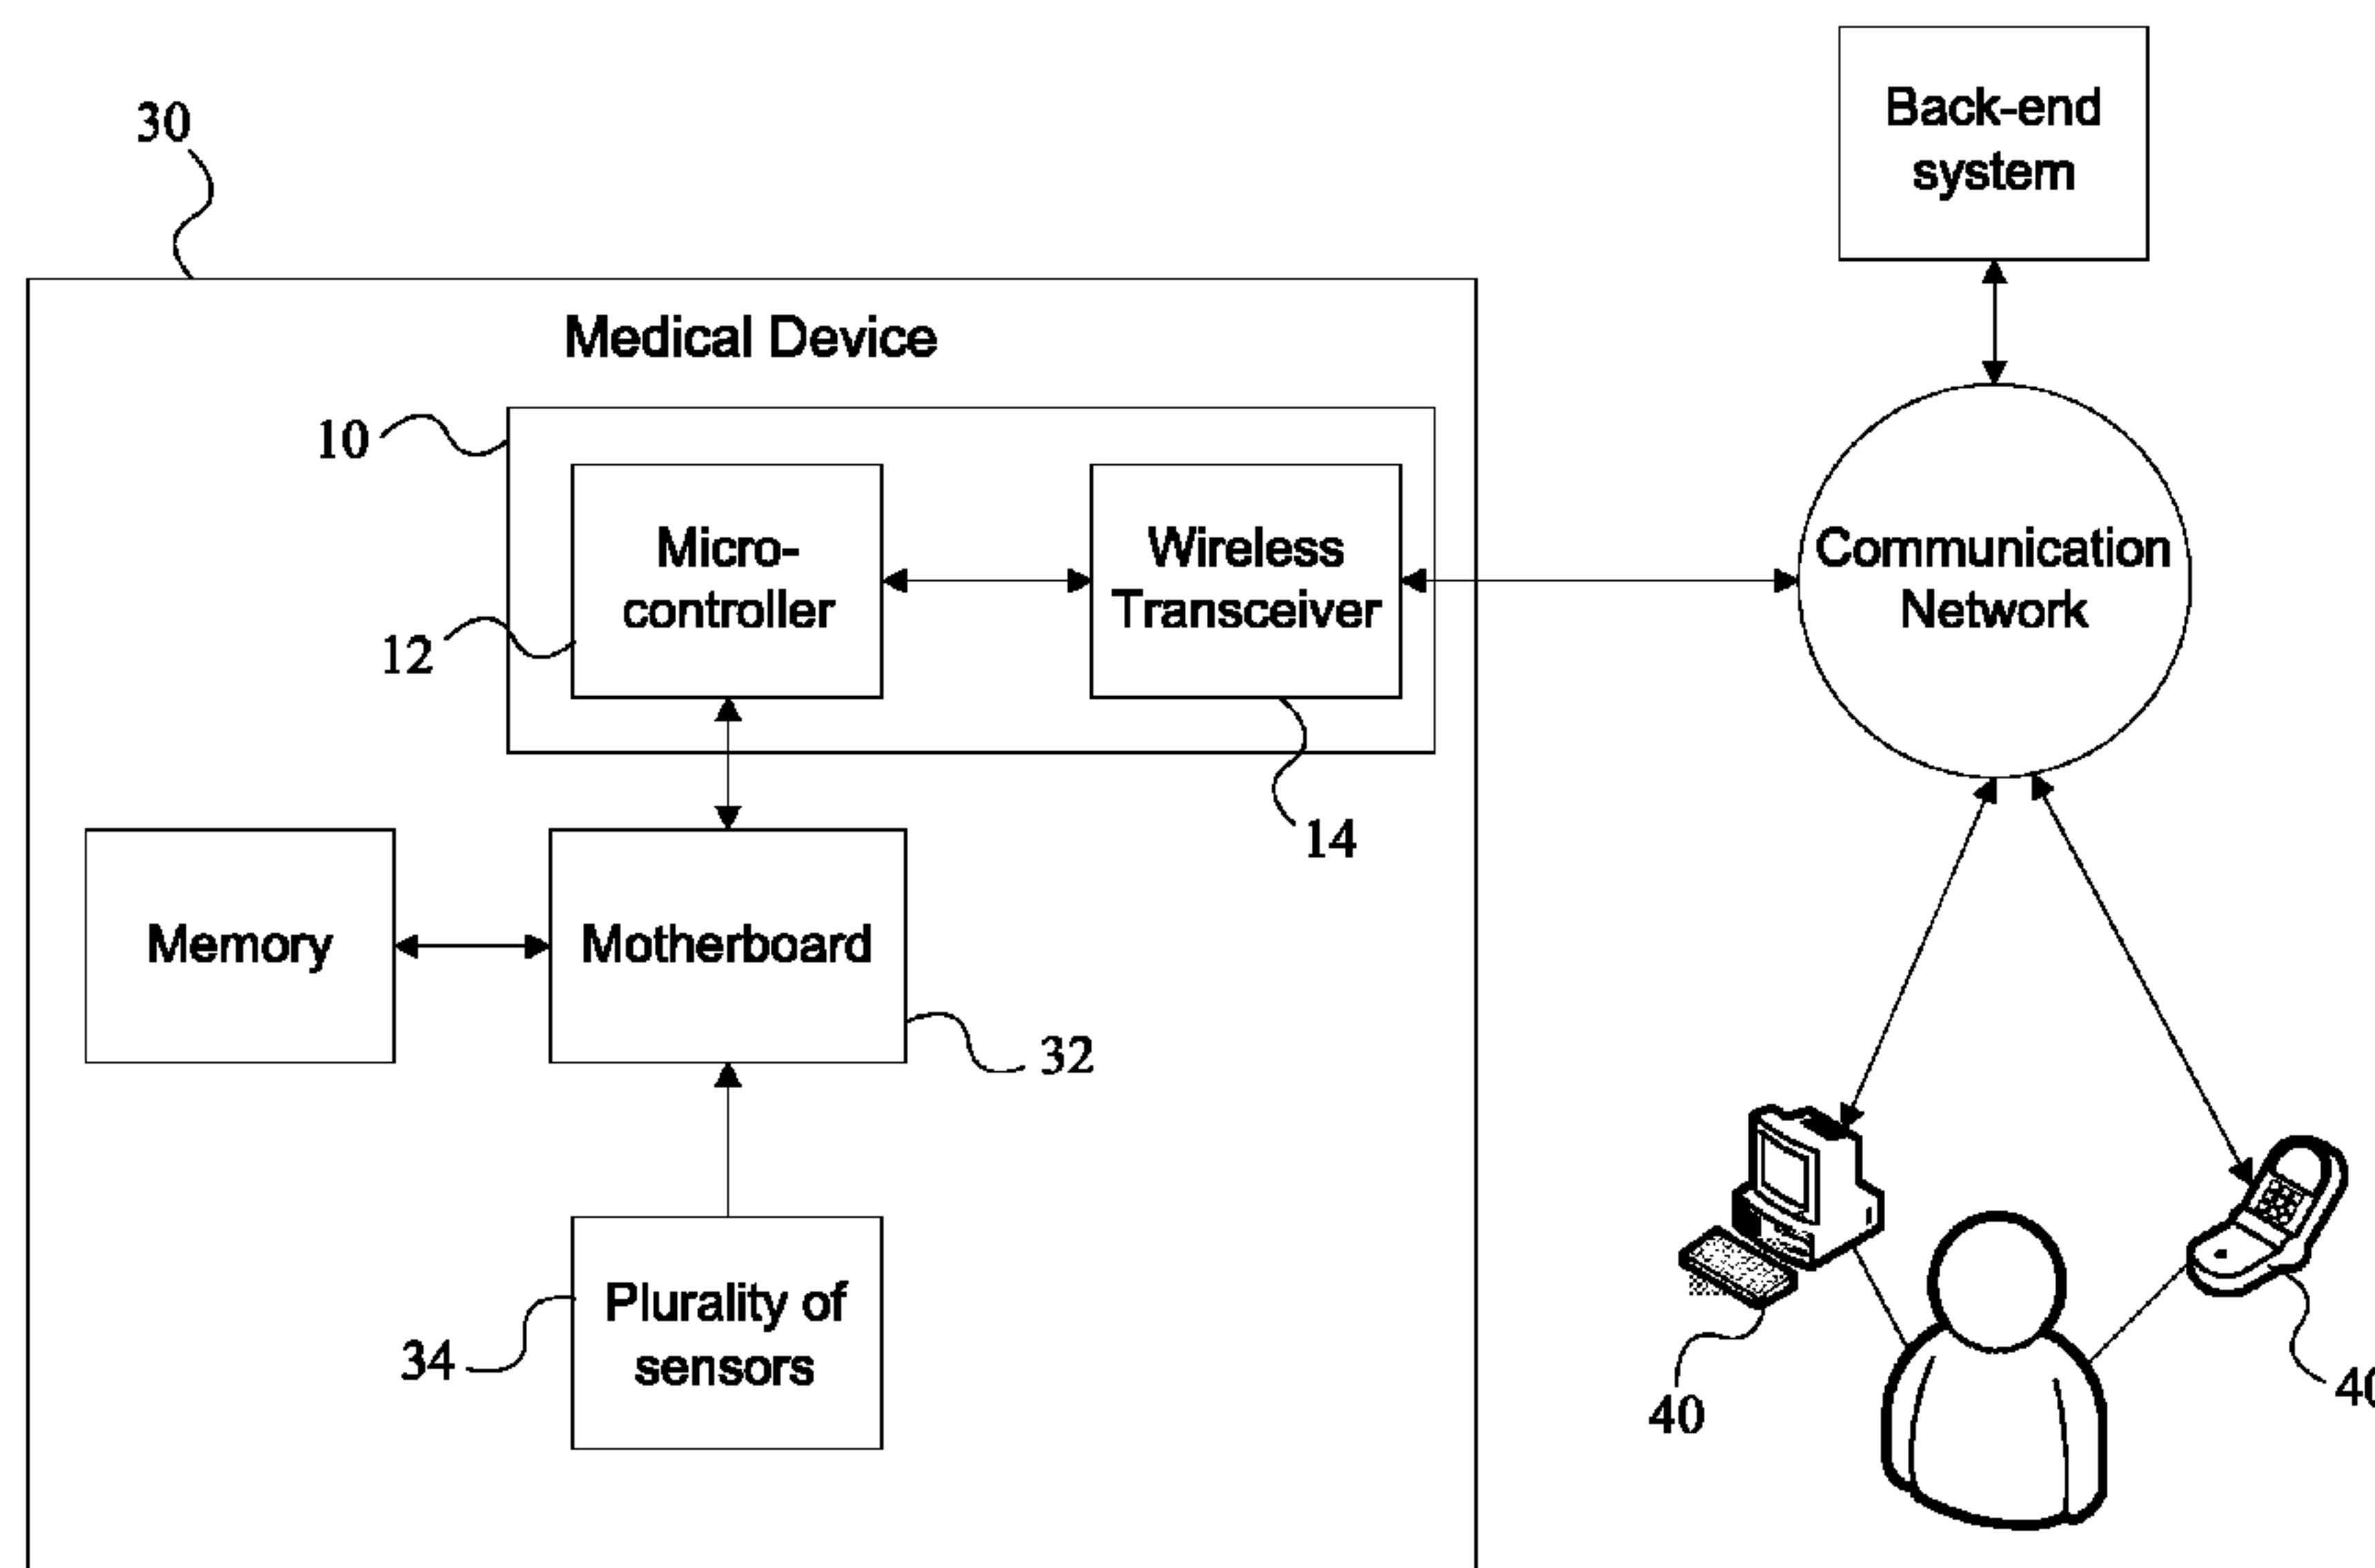 Back-end
system
30
Medical Device
10
Micro-
controller
Wireless
Transceiver
Communication
Network
12
14
Memory
Motherboard
32
Plurality of
sensors
34
40
40